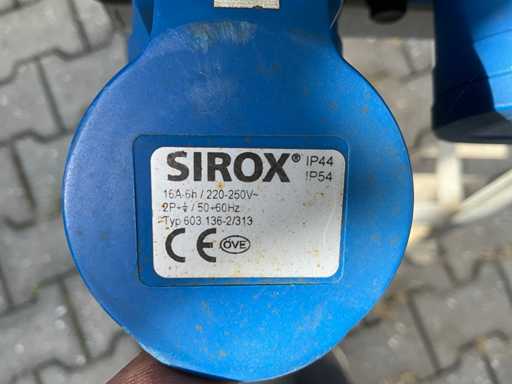 SIROX® IP44
IP54
16A-6h / 220-250V~
2P+⏚ / 50+60Hz
Typ 603.136-2/313
CE ÖVE